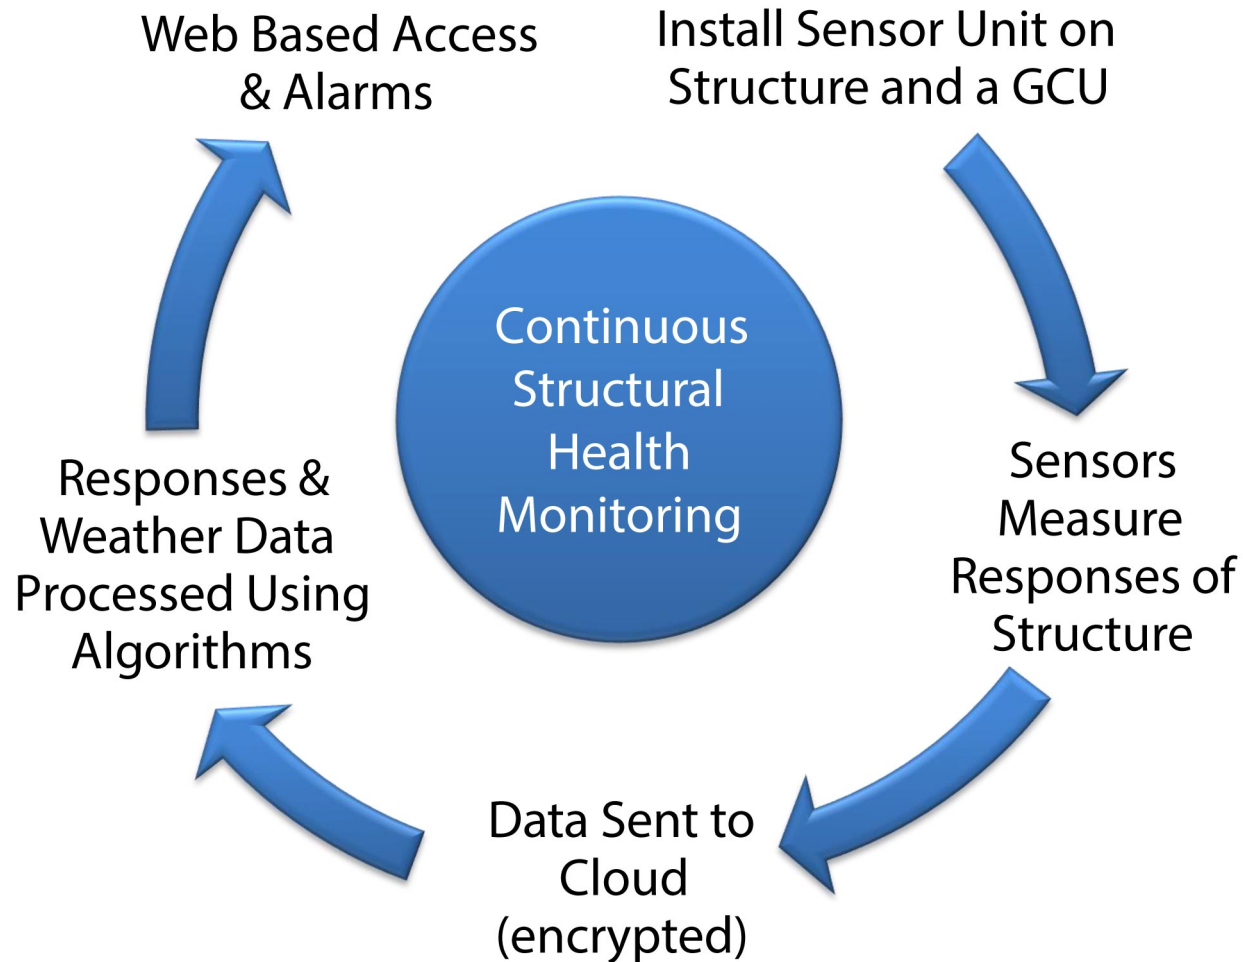 Web Based Access
& Alarms
Install Sensor Unit on
Structure and a GCU
Continuous
Structural
Health
Monitoring
Sensors
Measure
Responses of
Structure
Data Sent to
Cloud
(encrypted)
Responses &
Weather Data
Processed Using
Algorithms